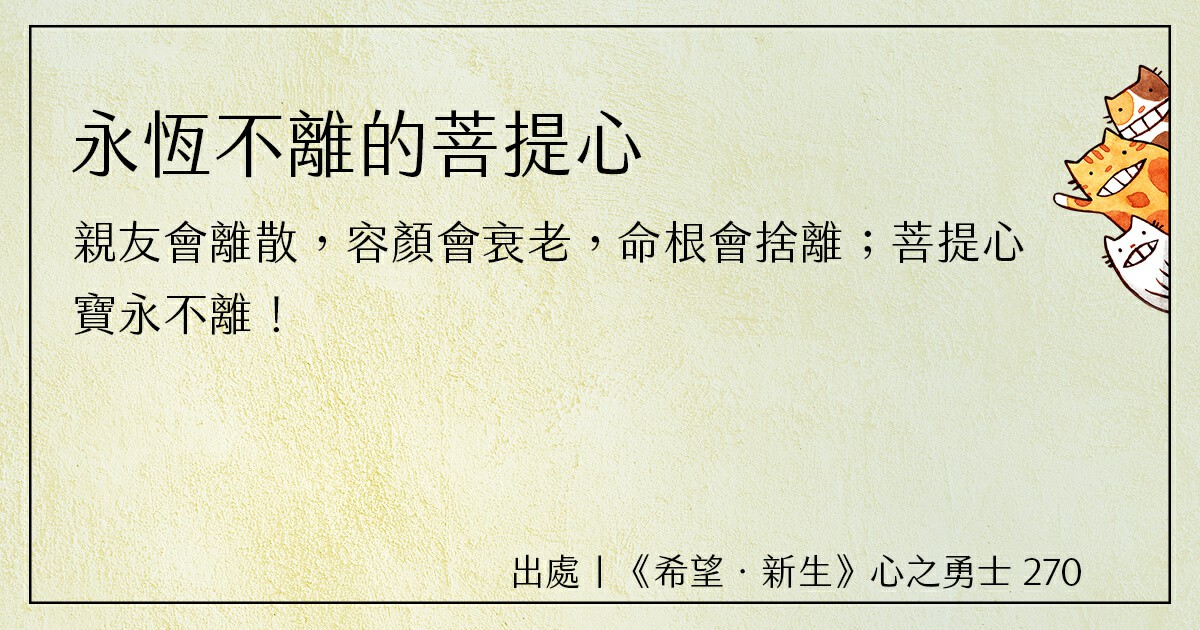 永恆不離的菩提心
親友會離散，容顏會衰老，命根會捨離；菩提心
寶永不離！
出處丨《希望．新生》心之勇士 270